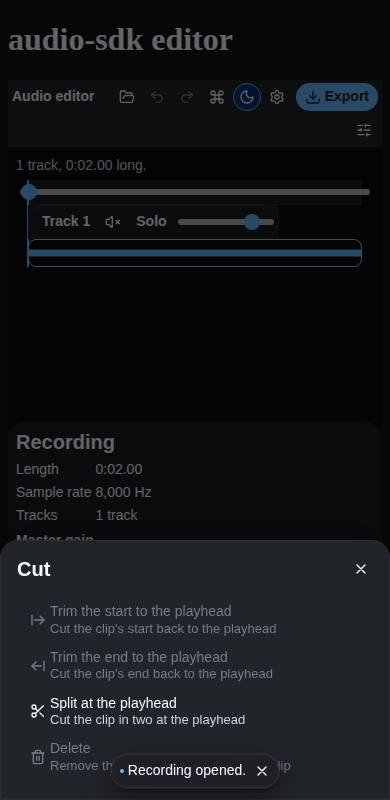 audio-sdk editor
Audio editor
Export
1 track, 0:02.00 long.
Track 1
Solo
Recording
Length 0:02.00
Sample rate 8,000 Hz
Tracks 1 track
Master gain
Cut
Trim the start to the playhead
Cut the clip's start back to the playhead
Trim the end to the playhead
Cut the clip's end back to the playhead
Split at the playhead
Cut the clip in two at the playhead
Delete
Remove
Recording opened.